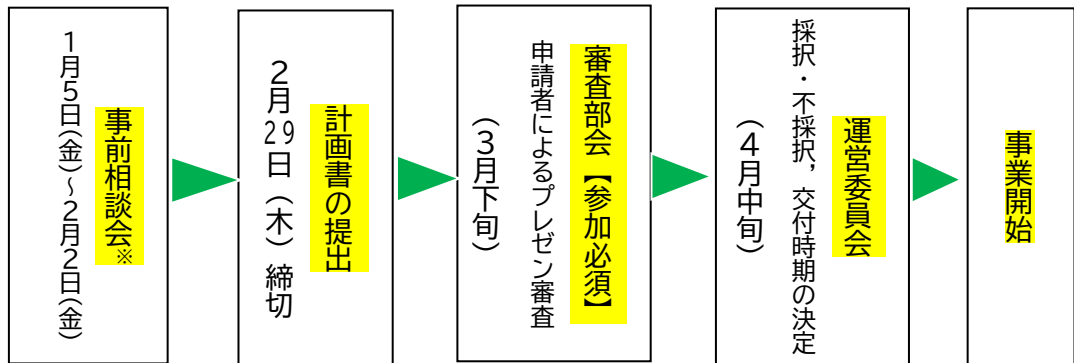 事前相談会※
1月5日(金)~2月2日(金)
計画書の提出
2月29日(木)締切
審査部会【参加必須】
申請者によるプレゼン審査
(3月下旬)
運営委員会
採択・不採択,交付時期の決定
(4月中旬)
事業開始